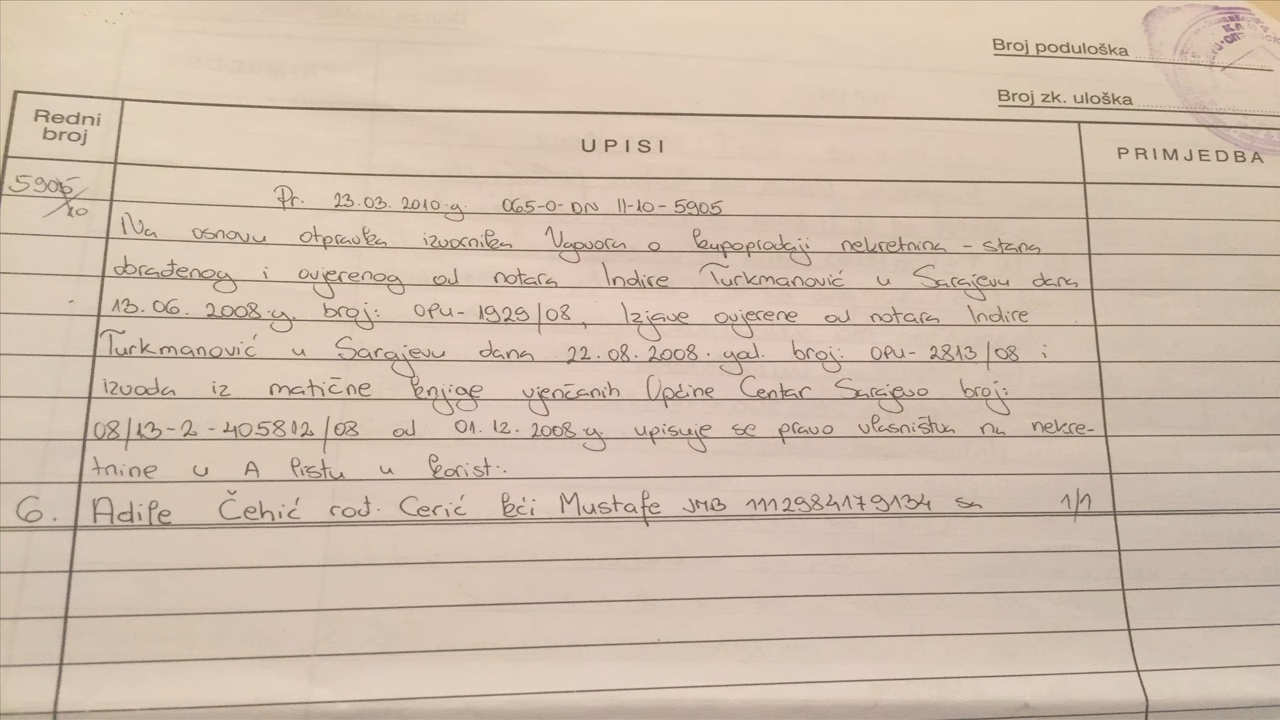 Broj poduloška
Broj zk. uloška
Redni
broj
UPISI
PRIMJEDBA
5905/10
Pr. 23.03.2010.g. 065-0-DN 11-10-5905
Na osnovu otpravka izvornika Ugovora o kupoprodaji nekretnina - stana
obrađenog i ovjerenog od notara Indire Turkmanović u Sarajevu dana
13.06.2008.g. broj: OPU-1929/08, Izjave ovjerene od notara Indire
Turkmanović u Sarajevu dana 22.08.2008.god. broj: OPU-2813/08 i
izvoda iz matične knjige vjenčanih Općine Centar Sarajevo broj:
08/13-2-405812/08 od 01.12.2008.g. upisuje se pravo vlasništva na nekre-
tnine u A listu u korist:
6. Adile Čehić rođ. Cerić kći Mustafe JMB 1112984179134 sa 1/1